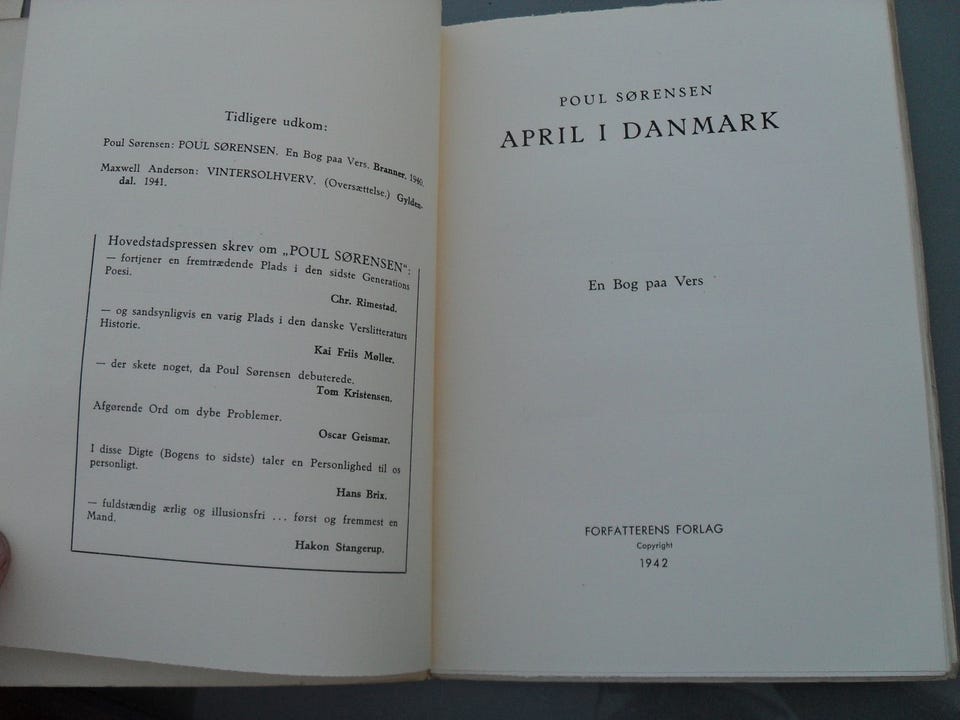 Tidligere udkom:
Poul Sørensen: POUL SØRENSEN. En Bog paa Vers. Branner. 1940.
Maxwell Anderson: VINTERSOLHVERV. (Oversættelse.) Gylden-
dal. 1941.
Hovedstadspressen skrev om „POUL SØRENSEN":
— fortjener en fremtrædende Plads i den sidste Generations
Poesi.
Chr. Rimestad.
— og sandsynligvis en varig Plads i den danske Verslitteraturs
Historie.
Kai Friis Møller.
— der skete noget, da Poul Sørensen debuterede.
Tom Kristensen.
Afgørende Ord om dybe Problemer.
Oscar Geismar.
I disse Digte (Bogens to sidste) taler en Personlighed til os
personligt.
Hans Brix.
— fuldstændig ærlig og illusionsfri ... først og fremmest en
Mand.
Hakon Stangerup.
POUL SØRENSEN
APRIL I DANMARK
En Bog paa Vers
FORFATTERENS FORLAG
Copyright
1942